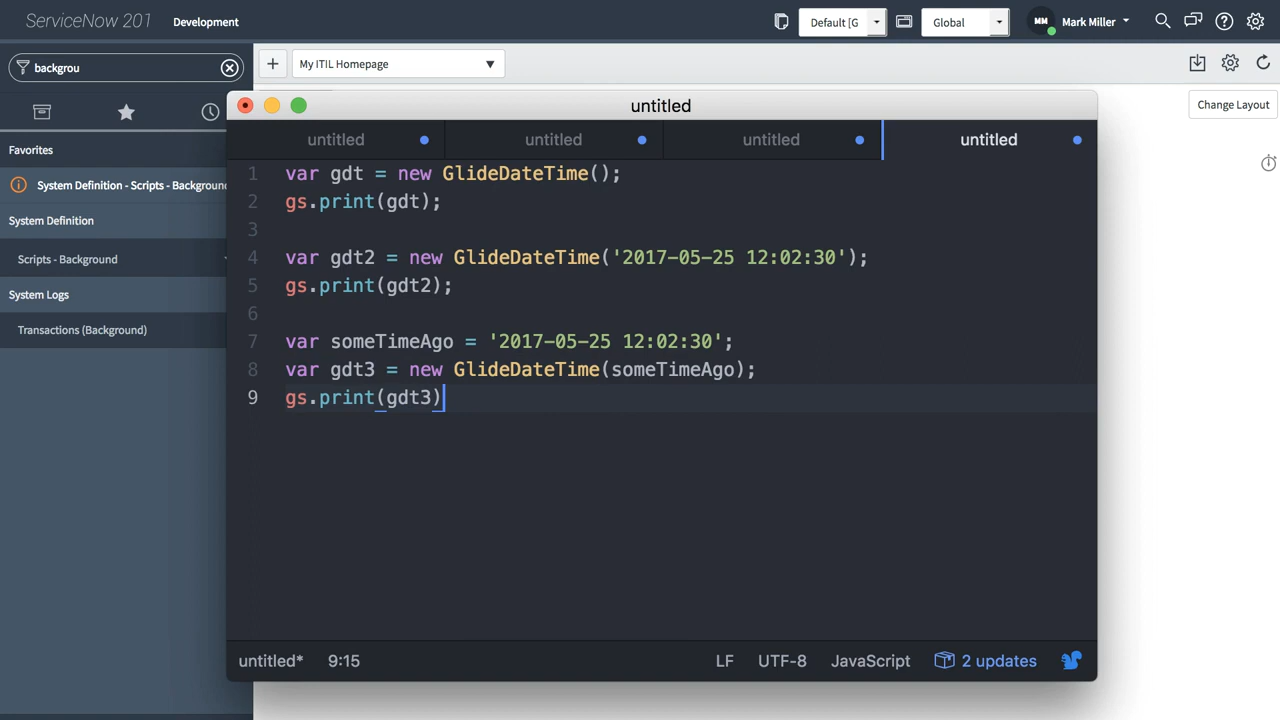 ServiceNow 201 Development
Default [G
Global
MM
Mark Miller
backgrou
My ITIL Homepage
Change Layout
Favorites
System Definition - Scripts - Background
System Definition
Scripts - Background
System Logs
Transactions (Background)
untitled
untitled untitled untitled untitled
1 var gdt = new GlideDateTime();
2 gs.print(gdt);
3
4 var gdt2 = new GlideDateTime('2017-05-25 12:02:30');
5 gs.print(gdt2);
6
7 var someTimeAgo = '2017-05-25 12:02:30';
8 var gdt3 = new GlideDateTime(someTimeAgo);
9 gs.print(gdt3)
untitled* 9:15 LF UTF-8 JavaScript 2 updates